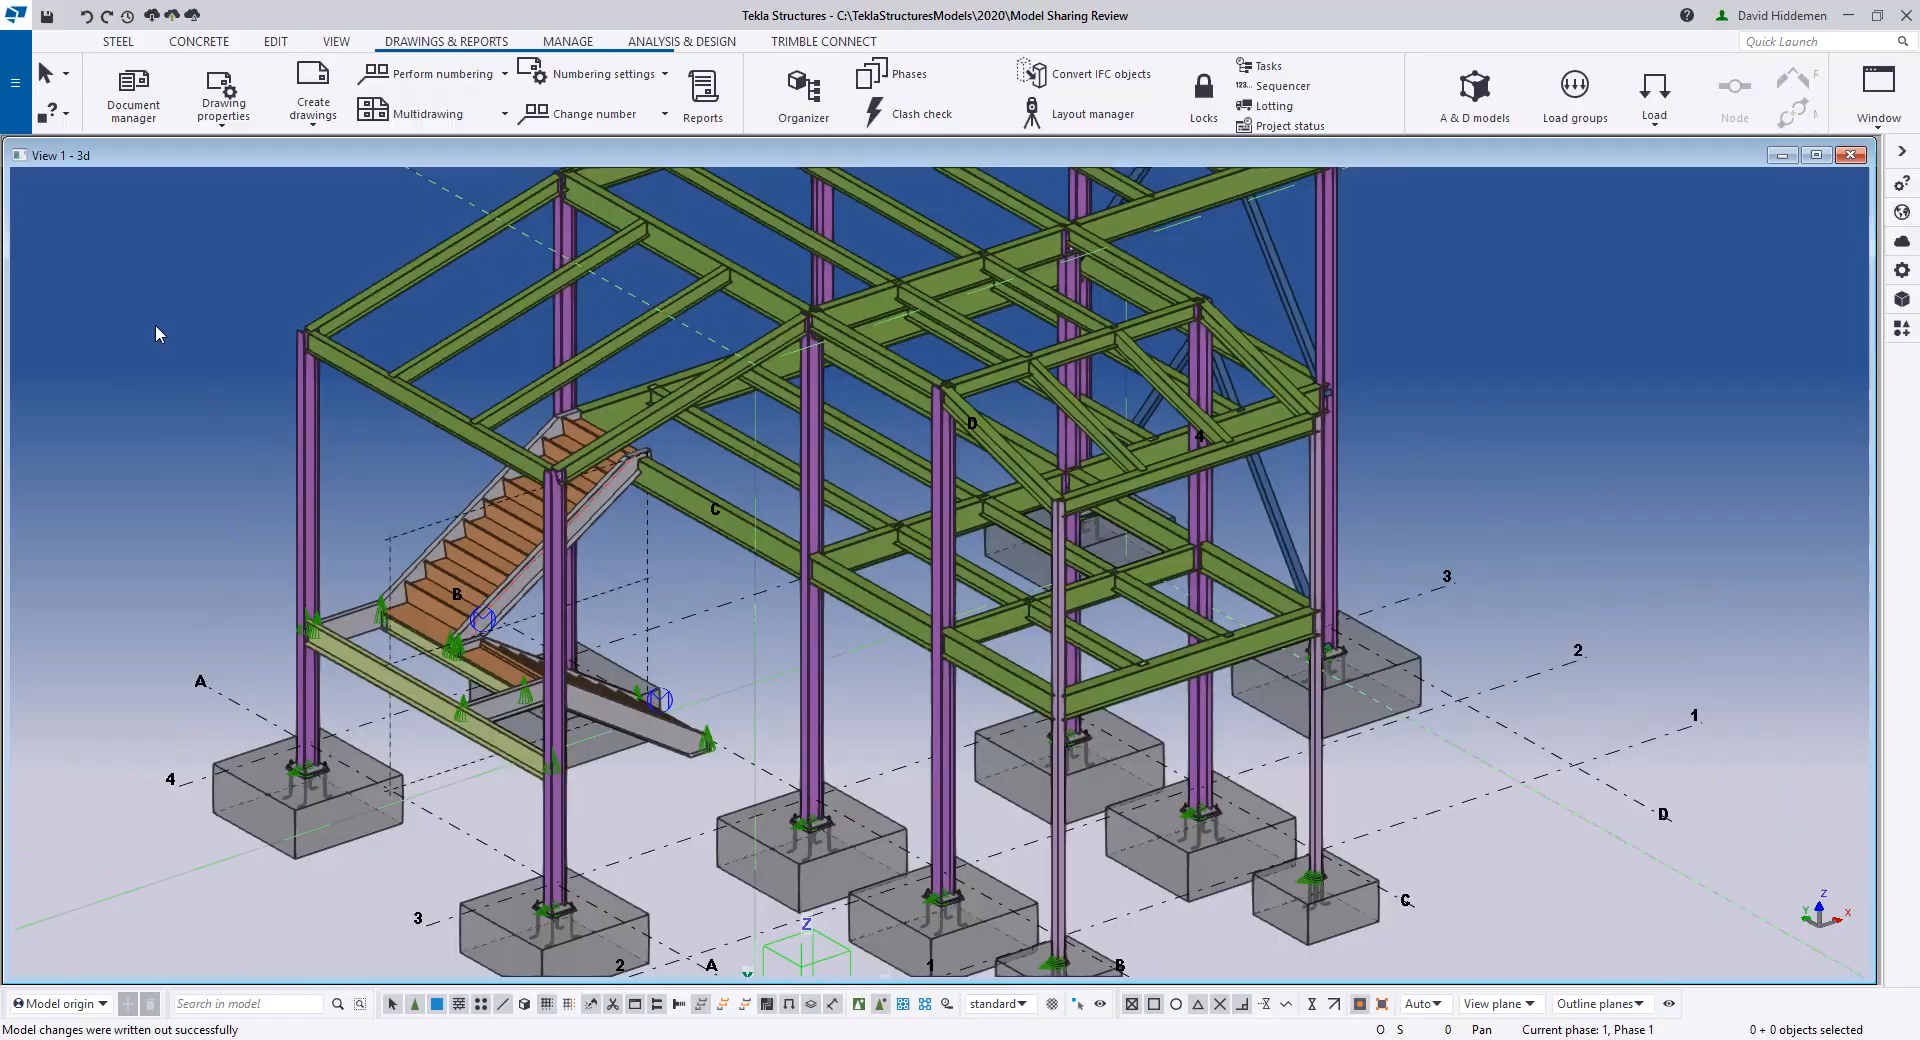 Tekla Structures - C:\TeklaStructuresModels\2020\Model Sharing Review
David Hiddemen
STEEL CONCRETE EDIT VIEW DRAWINGS & REPORTS MANAGE ANALYSIS & DESIGN TRIMBLE CONNECT
Quick Launch
Document manager
Drawing properties
Create drawings
Perform numbering
Multidrawing
Numbering settings
Change number
Reports
Organizer
Phases
Clash check
Convert IFC objects
Layout manager
Locks
Tasks
Sequencer
Lotting
Project status
A & D models
Load groups
Load
Node
Window
View 1 - 3d
D
4
C
B
3
A
2
1
4
D
C
3
Z
2
A
1
B
Z
Y
X
Model origin
Search in model
standard
Auto
View plane
Outline planes
Model changes were written out successfully
O S 0 Pan Current phase: 1, Phase 1 0 + 0 objects selected